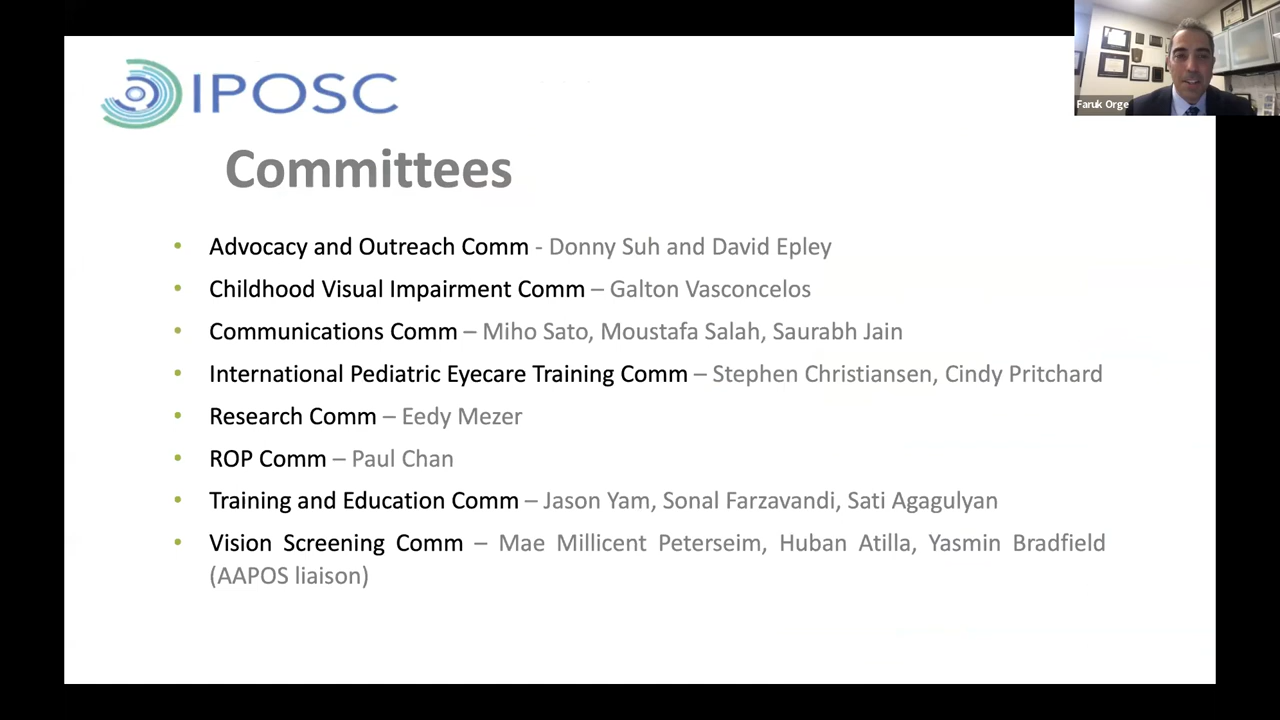 IPOSC
Faruk Orge
Committees
• Advocacy and Outreach Comm - Donny Suh and David Epley
• Childhood Visual Impairment Comm – Galton Vasconcelos
• Communications Comm – Miho Sato, Moustafa Salah, Saurabh Jain
• International Pediatric Eyecare Training Comm – Stephen Christiansen, Cindy Pritchard
• Research Comm – Eedy Mezer
• ROP Comm – Paul Chan
• Training and Education Comm – Jason Yam, Sonal Farzavandi, Sati Agagulyan
• Vision Screening Comm – Mae Millicent Peterseim, Huban Atilla, Yasmin Bradfield
(AAPOS liaison)